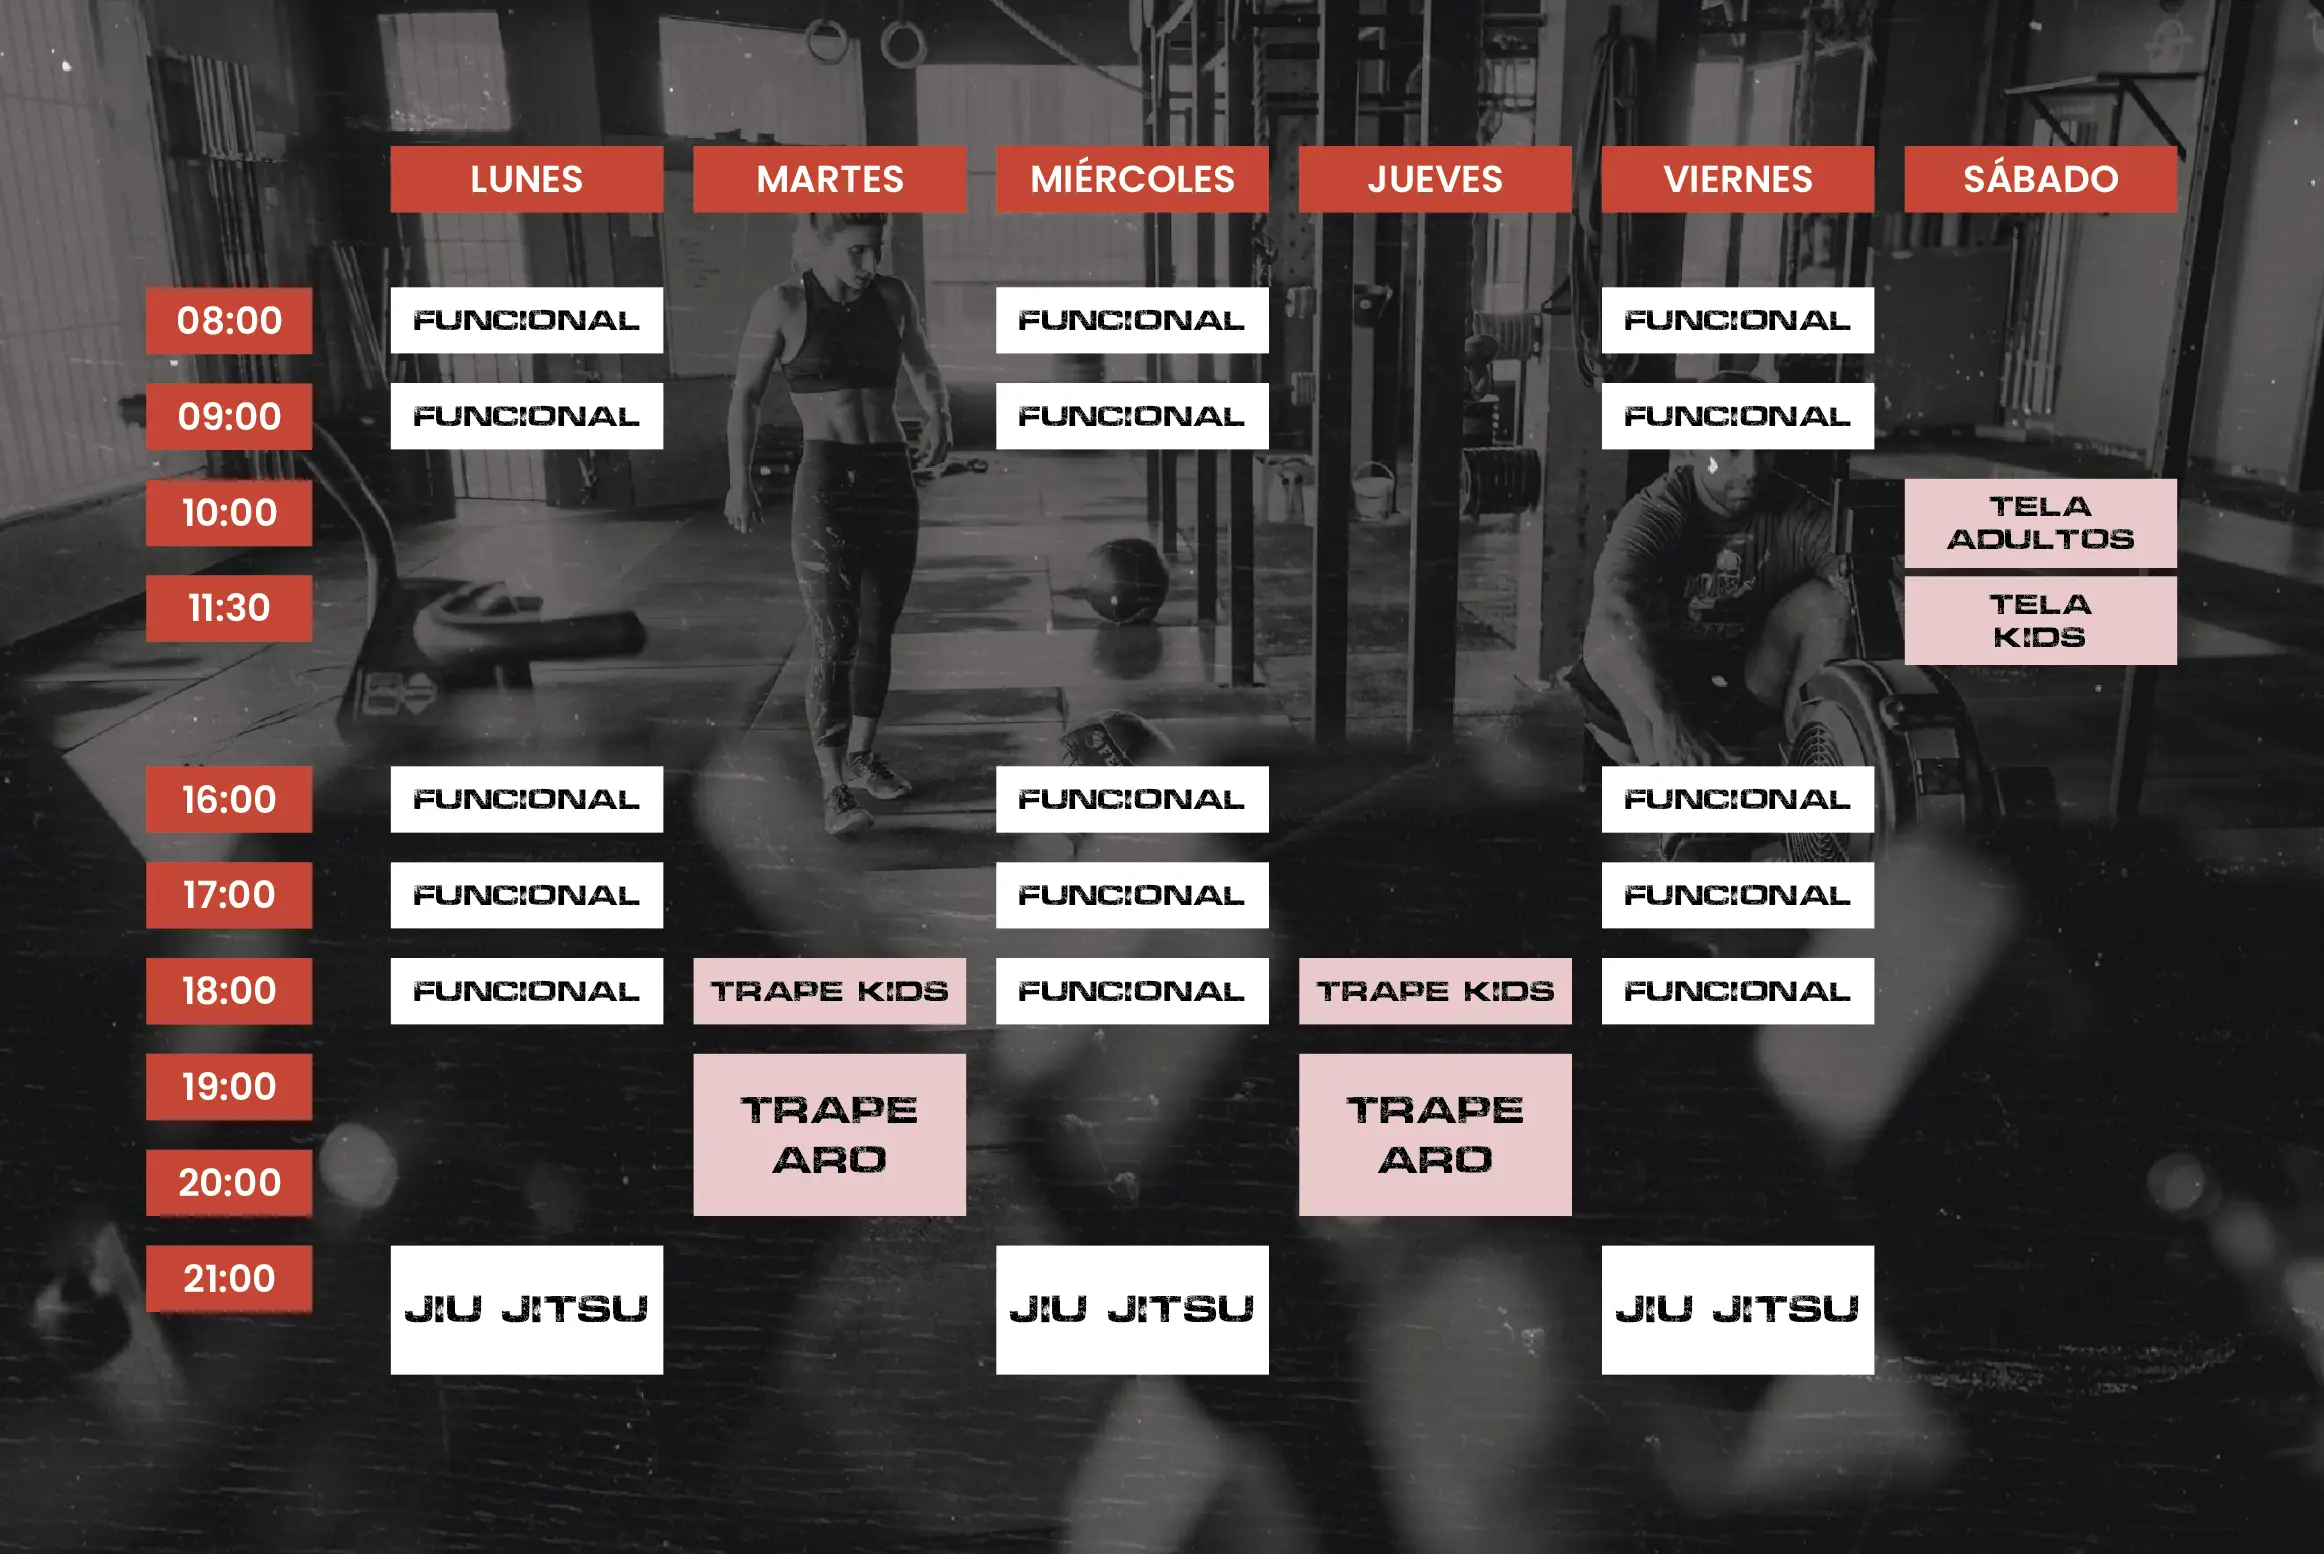 LUNES MARTES MIÉRCOLES JUEVES VIERNES SÁBADO
08:00 FUNCIONAL FUNCIONAL FUNCIONAL
09:00 FUNCIONAL FUNCIONAL FUNCIONAL
10:00 TELA
ADULTOS
11:30 TELA
KIDS
16:00 FUNCIONAL FUNCIONAL FUNCIONAL
17:00 FUNCIONAL FUNCIONAL FUNCIONAL
18:00 FUNCIONAL TRAPE KIDS FUNCIONAL TRAPE KIDS FUNCIONAL
19:00 TRAPE TRAPE
ARO ARO
20:00
21:00 JIU JITSU JIU JITSU JIU JITSU